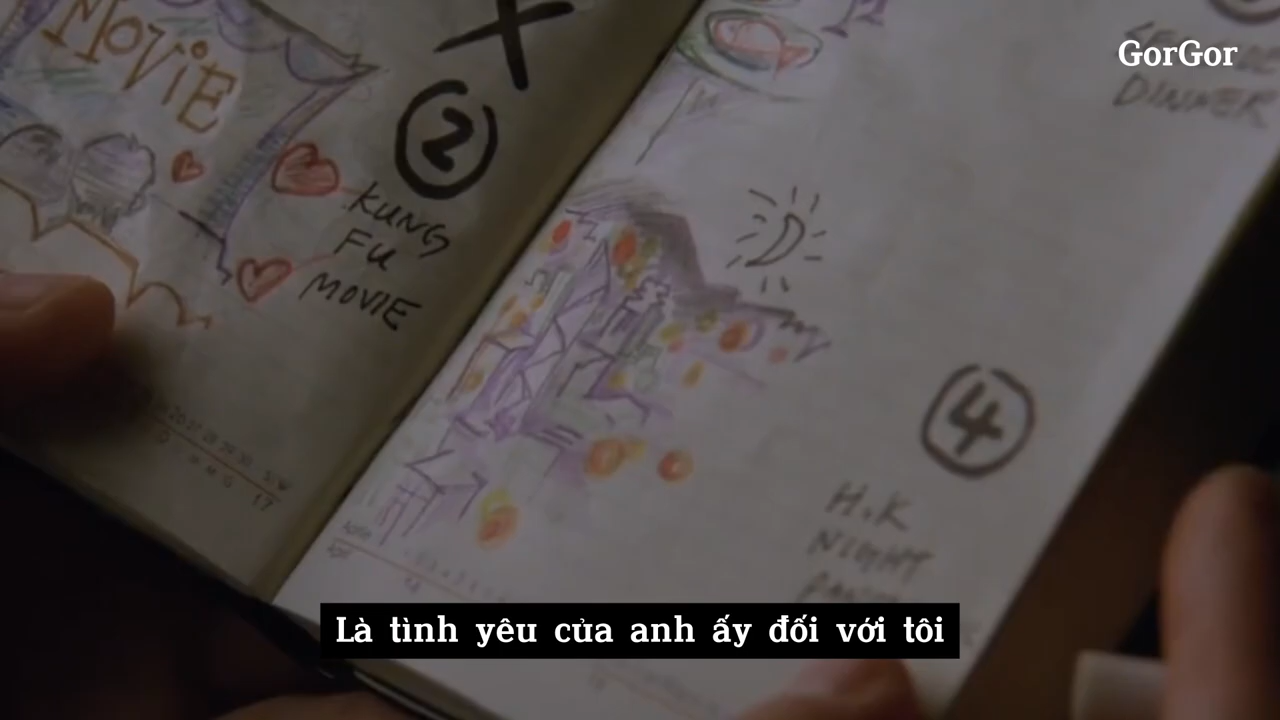 GorGor
MOVIE
2
KUNG
FU
MOVIE
DINNER
4
H.K
NIGHT
Là tình yêu của anh ấy đối với tôi